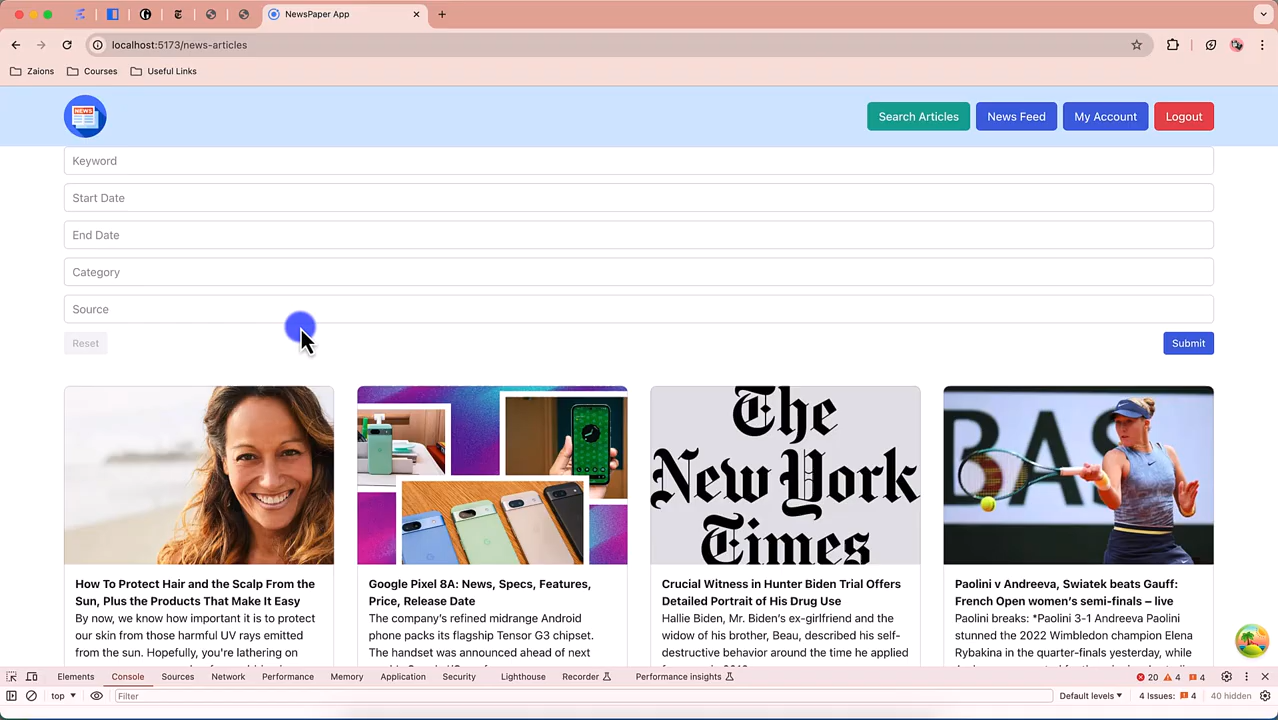 NewsPaper App
localhost:5173/news-articles
Zaions
Courses
Useful Links
NEWS
Search Articles
News Feed
My Account
Logout
Keyword
Start Date
End Date
Category
Source
Reset
Submit
The
New York
Times
BAS
How To Protect Hair and the Scalp From the
Sun, Plus the Products That Make It Easy
By now, we know how important it is to protect
our skin from those harmful UV rays emitted
from the sun. Hopefully, you're lathering on
Google Pixel 8A: News, Specs, Features,
Price, Release Date
The company's refined midrange Android
phone packs its flagship Tensor G3 chipset.
The handset was announced ahead of next
Crucial Witness in Hunter Biden Trial Offers
Detailed Portrait of His Drug Use
Hallie Biden, Mr. Biden's ex-girlfriend and the
widow of his brother, Beau, described his self-
destructive behavior around the time he applied
Paolini v Andreeva, Swiatek beats Gauff:
French Open women's semi-finals – live
Paolini breaks: *Paolini 3-1 Andreeva Paolini
stunned the 2022 Wimbledon champion Elena
Rybakina in the quarter-finals yesterday, while
Elements
Console
Sources
Network
Performance
Memory
Application
Security
Lighthouse
Recorder
Performance insights
20
4
4
top
Filter
Default levels
4 Issues:
4
40 hidden